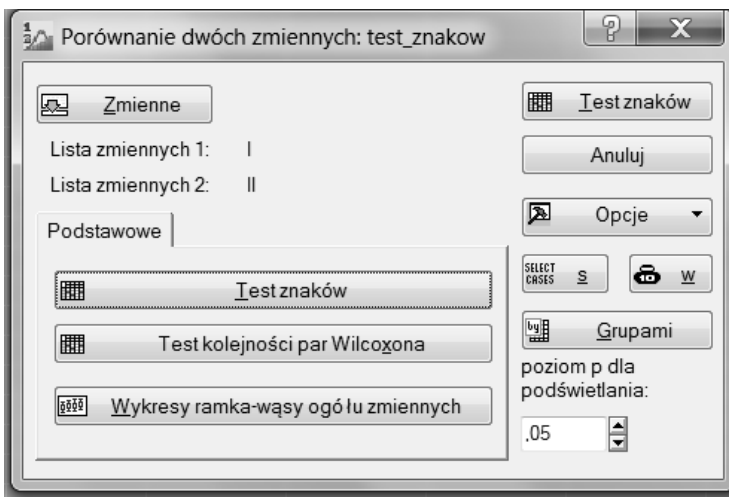 Porównanie dwóch zmiennych: test_znakow
? X
Zmienne
Lista zmiennych 1: I
Lista zmiennych 2: II
Podstawowe
Test znaków
Test kolejności par Wilcoxona
Wykresy ramka-wąsy ogółu zmiennych
Test znaków
Anuluj
Opcje
SELECT CASES S
W
by Grupami
poziom p dla
podświetlania:
,05